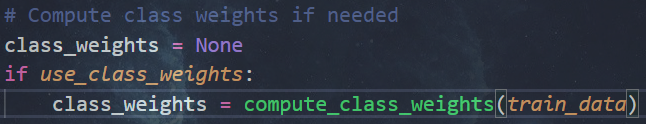 # Compute class weights if needed
class_weights = None
if use_class_weights:
    class_weights = compute_class_weights(train_data)